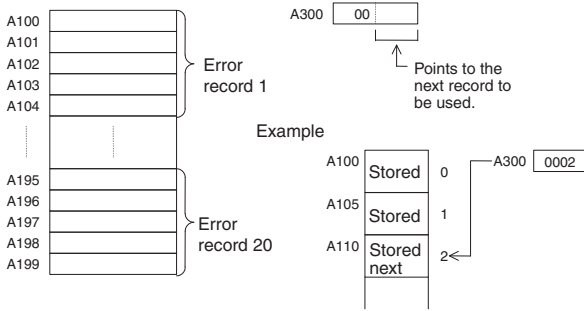 A100
A101
A102
A103
A104
Error
record 1
A195
A196
A197
A198
A199
Error
record 20
A300 00
Points to the
next record to
be used.
Example
A100 Stored 0
A105 Stored 1
A110 Stored
next 2
A300 0002